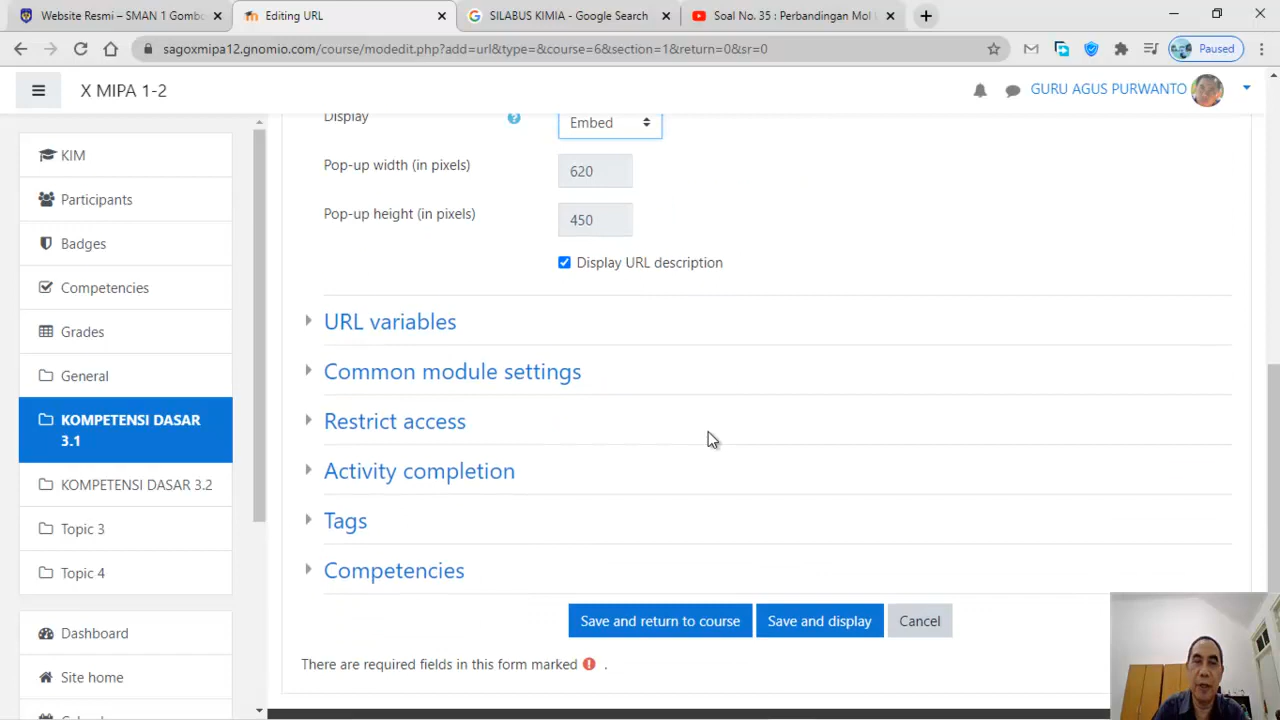 Website Resmi – SMAN 1 Gomb
Editing URL
SILABUS KIMIA - Google Search
Soal No. 35 : Perbandingan Mol
sagoxmipa12.gnomio.com/course/modedit.php?add=url&type=&course=6&section=1&return=0&sr=0
Paused
X MIPA 1-2
GURU AGUS PURWANTO
KIM
Participants
Badges
Competencies
Grades
General
KOMPETENSI DASAR
3.1
KOMPETENSI DASAR 3.2
Topic 3
Topic 4
Dashboard
Site home
Display
Embed
Pop-up width (in pixels)
620
Pop-up height (in pixels)
450
Display URL description
URL variables
Common module settings
Restrict access
Activity completion
Tags
Competencies
Save and return to course
Save and display
Cancel
There are required fields in this form marked .